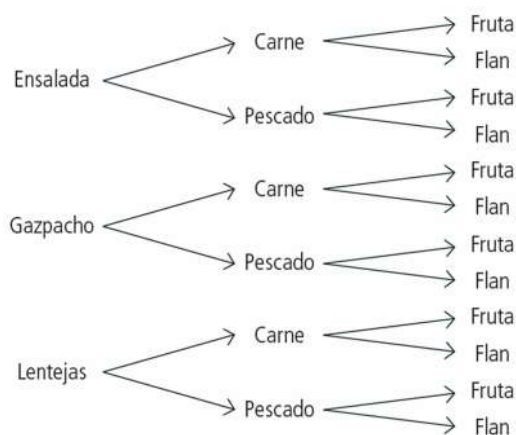 Fruta
Carne
Flan
Ensalada
Fruta
Pescado
Flan
Fruta
Carne
Flan
Gazpacho
Fruta
Pescado
Flan
Fruta
Carne
Flan
Lentejas
Fruta
Pescado
Flan